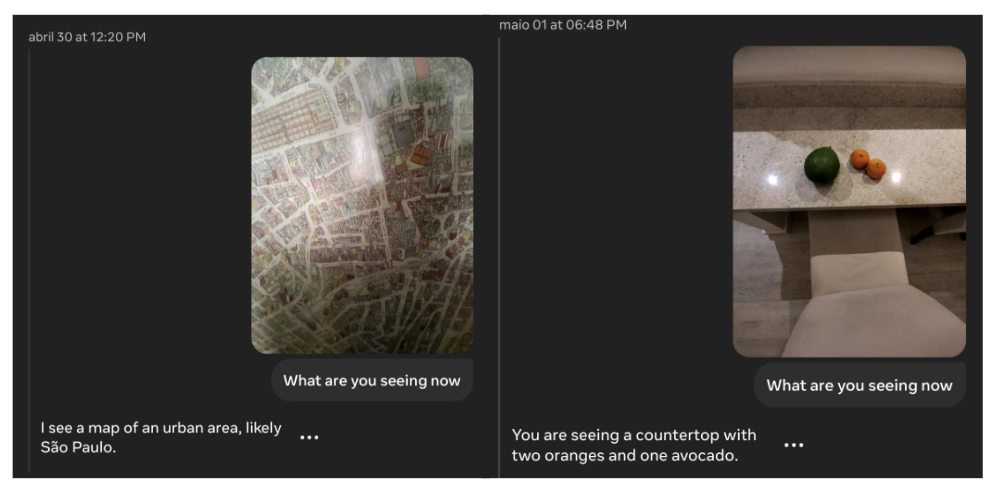 abril 30 at 12:20 PM
What are you seeing now
I see a map of an urban area, likely
São Paulo.
maio 01 at 06:48 PM
What are you seeing now
You are seeing a countertop with
two oranges and one avocado.